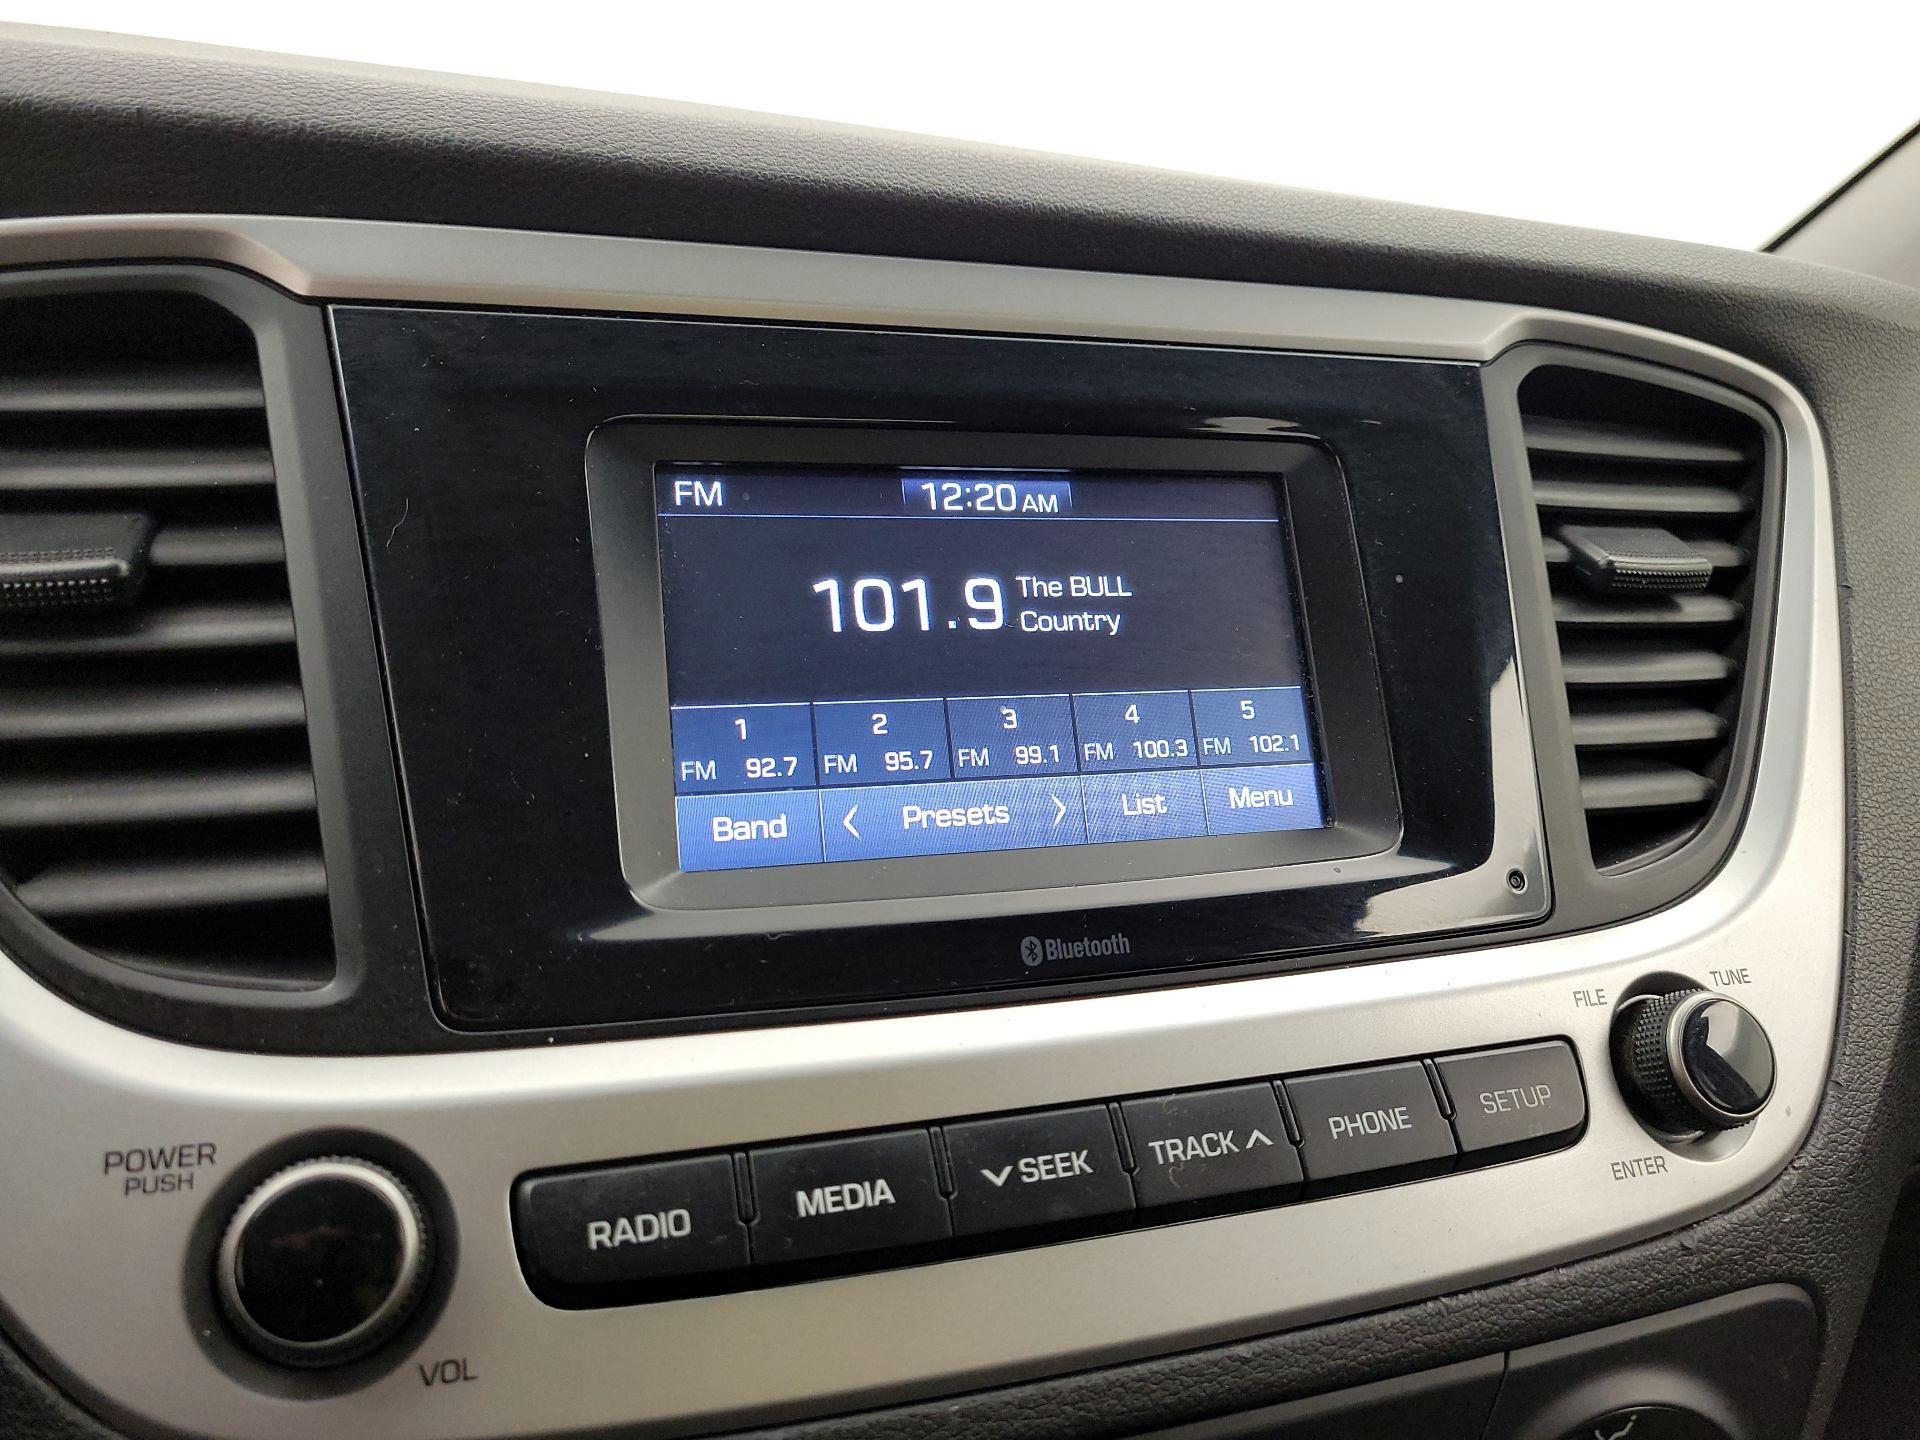 FM 12:20 AM
101.9 The BULL
Country
1 2 3 4 5
FM 92.7 FM 95.7 FM 99.1 FM 100.3 FM 102.1
Band < Presets > List Menu
Bluetooth
FILE TUNE
ENTER
POWER
PUSH
VOL
RADIO MEDIA ∨ SEEK TRACK ∧ PHONE SETUP